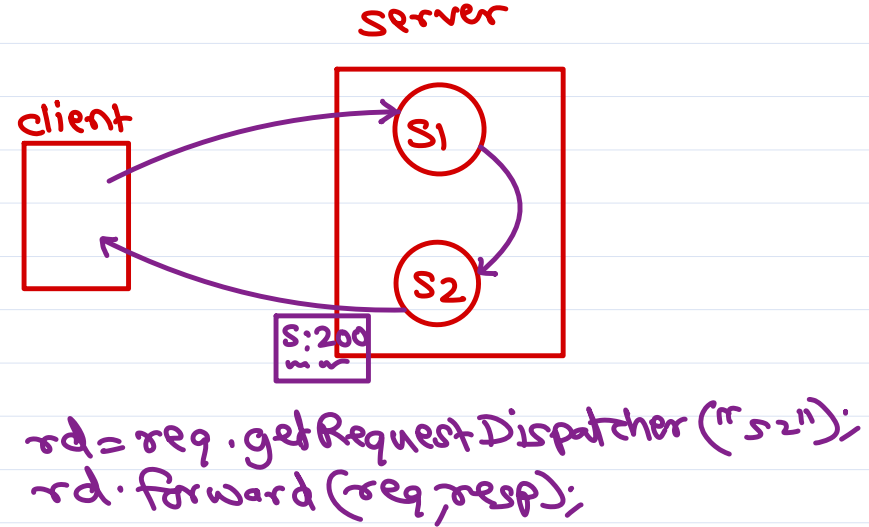 server
client
S1
S2
S:200
rd=req.getRequestDispatcher("s2");
rd.forward(req,resp);